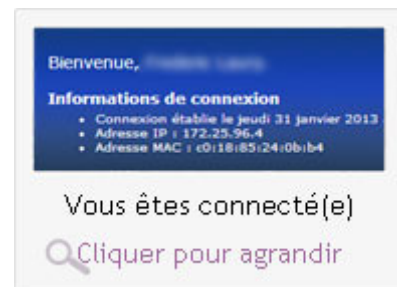 Bienvenue,
Informations de connexion
• Connexion établie le jeudi 31 janvier 2013
• Adresse IP : 172.25.96.4
• Adresse MAC : c0:18:85:24:0b:b4
Vous êtes connecté(e)
Cliquer pour agrandir